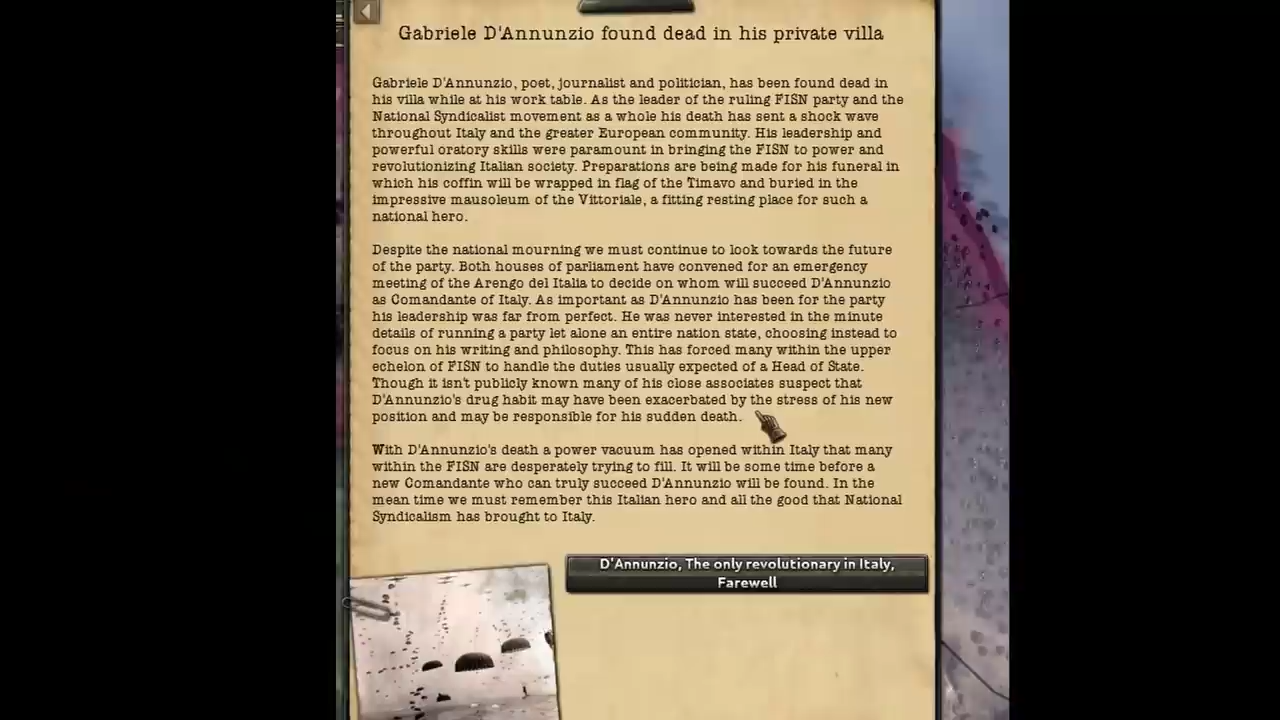 Gabriele D'Annunzio found dead in his private villa
Gabriele D'Annunzio, poet, journalist and politician, has been found dead in
his villa while at his work table. As the leader of the ruling FISN party and the
National Syndicalist movement as a whole his death has sent a shock wave
throughout Italy and the greater European community. His leadership and
powerful oratory skills were paramount in bringing the FISN to power and
revolutionizing Italian society. Preparations are being made for his funeral in
which his coffin will be wrapped in flag of the Timavo and buried in the
impressive mausoleum of the Vittoriale, a fitting resting place for such a
national hero.
Despite the national mourning we must continue to look towards the future
of the party. Both houses of parliament have convened for an emergency
meeting of the Arengo del Italia to decide on whom will succeed D'Annunzio
as Comandante of Italy. As important as D'Annunzio has been for the party
his leadership was far from perfect. He was never interested in the minute
details of running a party let alone an entire nation state, choosing instead to
focus on his writing and philosophy. This has forced many within the upper
echelon of FISN to handle the duties usually expected of a Head of State.
Though it isn't publicly known many of his close associates suspect that
D'Annunzio's drug habit may have been exacerbated by the stress of his new
position and may be responsible for his sudden death.
With D'Annunzio's death a power vacuum has opened within Italy that many
within the FISN are desperately trying to fill. It will be some time before a
new Comandante who can truly succeed D'Annunzio will be found. In the
mean time we must remember this Italian hero and all the good that National
Syndicalism has brought to Italy.
D'Annunzio, The only revolutionary in Italy,
Farewell